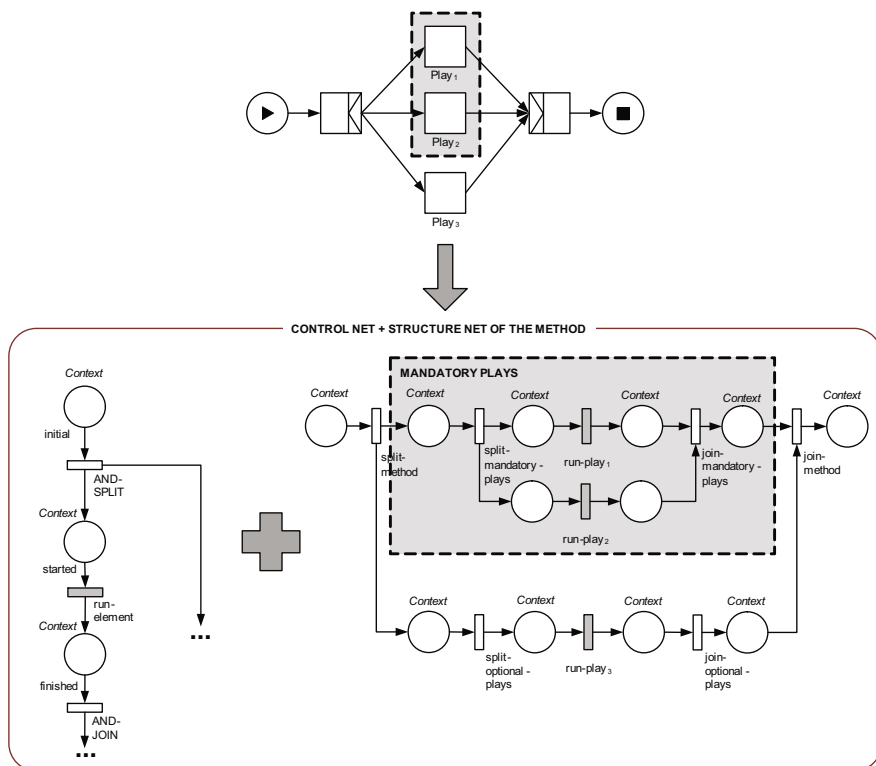 Play1
Play2
Play3
CONTROL NET + STRUCTURE NET OF THE METHOD
Context
initial
AND-
SPLIT
Context
started
run-
element
Context
finished
AND-
JOIN
...
...
MANDATORY PLAYS
Context
Context
Context
Context
Context
Context
split-
method
split-
mandatory -
plays
run-play1
join-
mandatory -
plays
join-
method
run-play2
Context
Context
Context
Context
split-
optional -
plays
run-play3
join-
optional -
plays